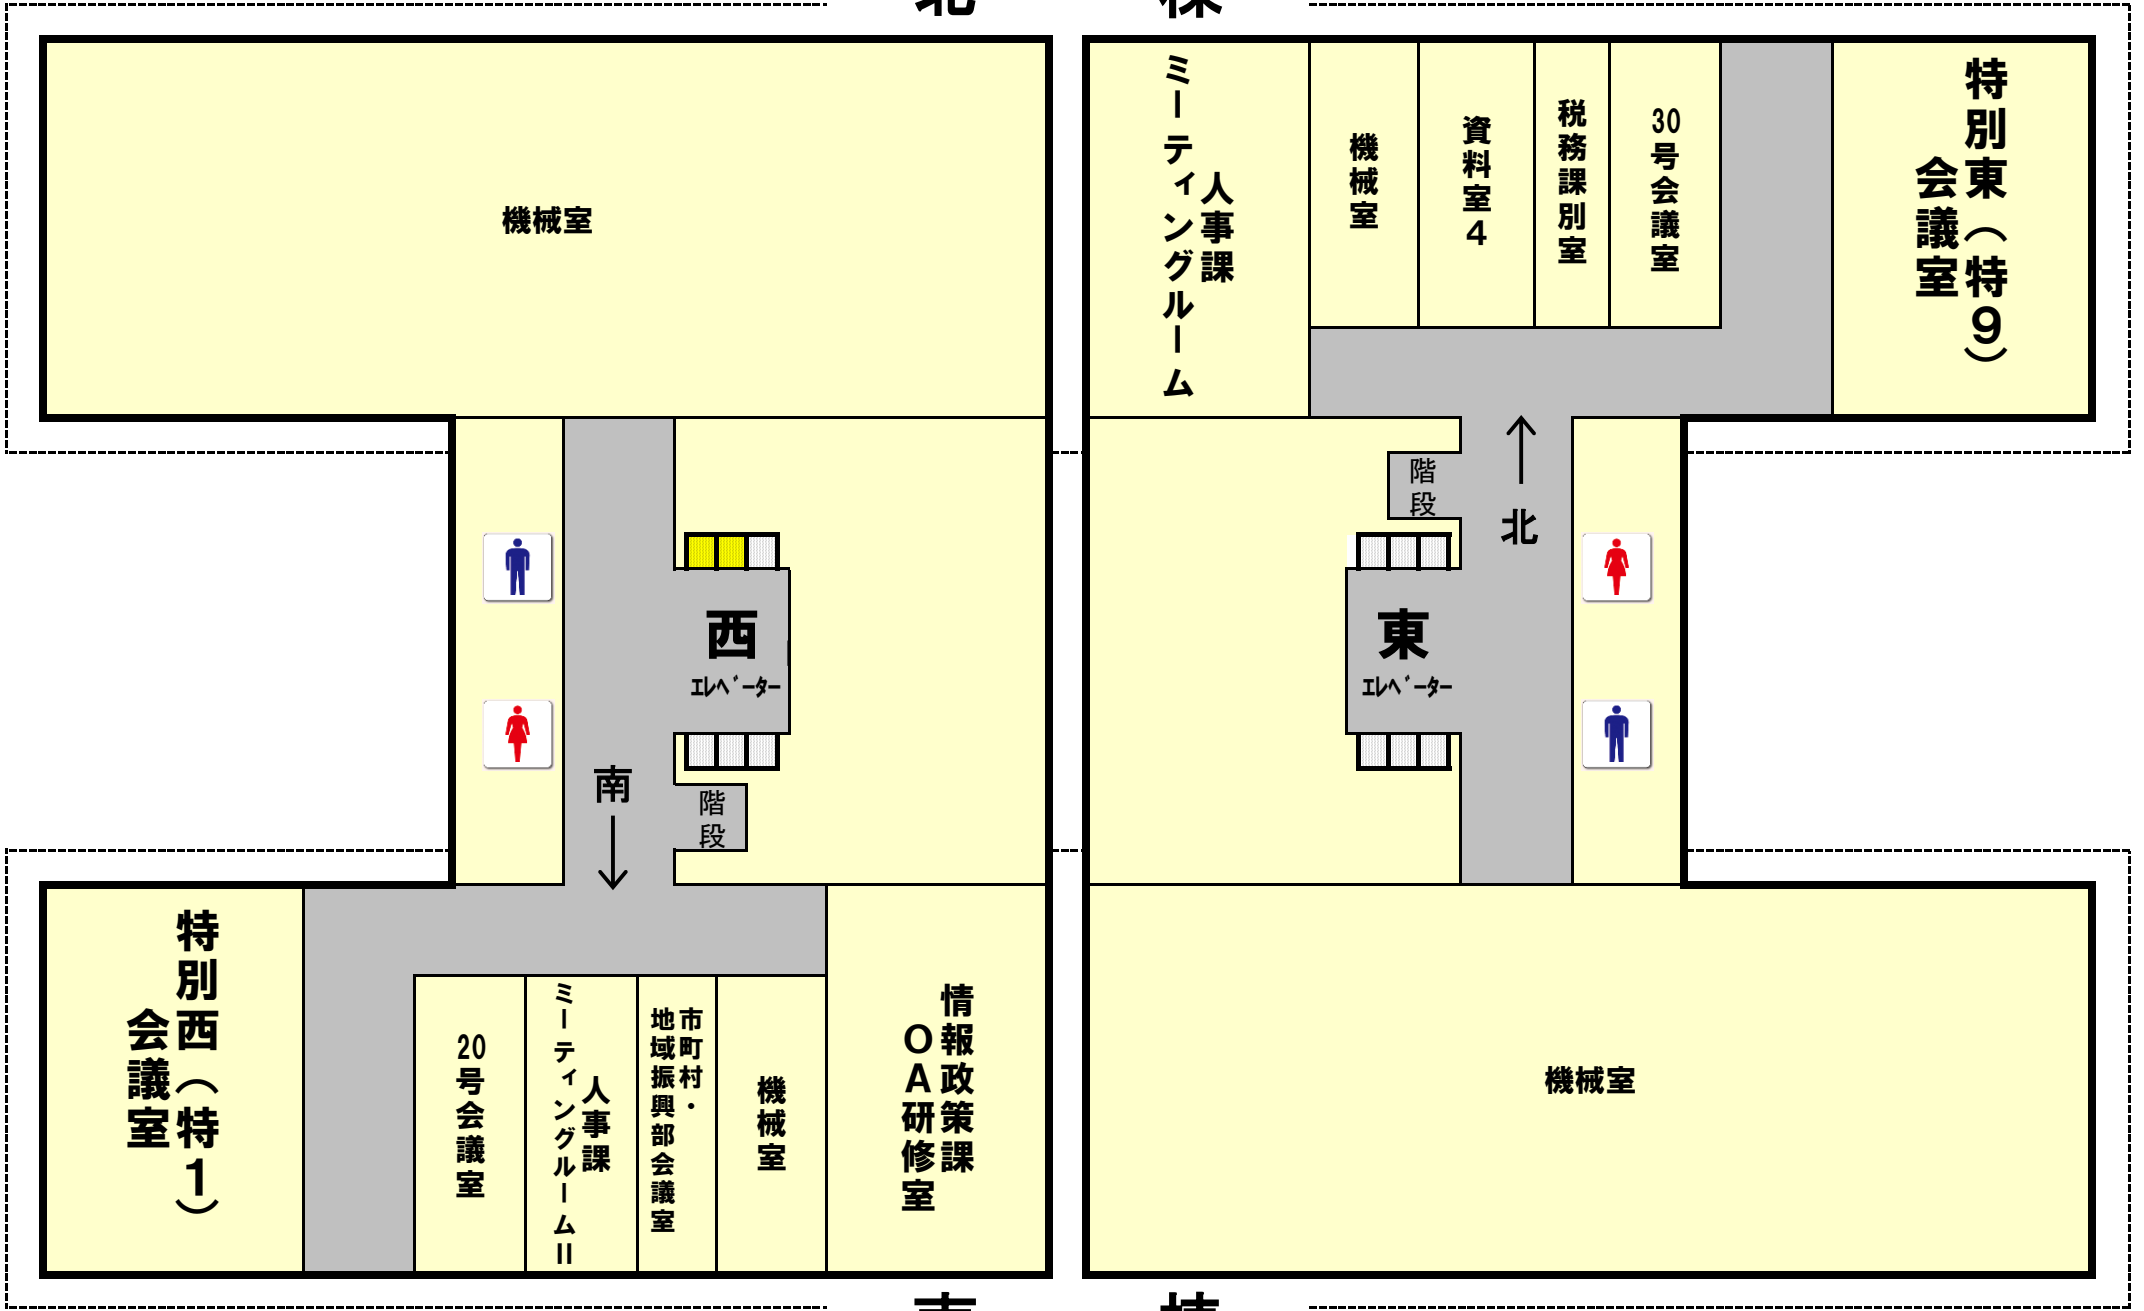 北　棟
機械室
人事課
ミーティングルーム
機械室
資料室４
税務課別室
30号会議室
特別東（特９）
会議室
階段
北
西
ｴﾚﾍﾞｰﾀｰ
東
ｴﾚﾍﾞｰﾀｰ
南
階段
特別西（特１）
会議室
20号会議室
人事課
ミーティングルームⅡ
市町村・
地域振興部会議室
機械室
情報政策課
ＯＡ研修室
機械室
南　棟